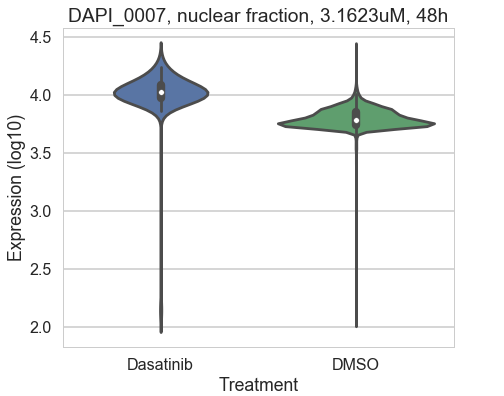 DAPI_0007, nuclear fraction, 3.1623uM, 48h
Expression (log10)
4.5
4.0
3.5
3.0
2.5
2.0
Dasatinib
DMSO
Treatment